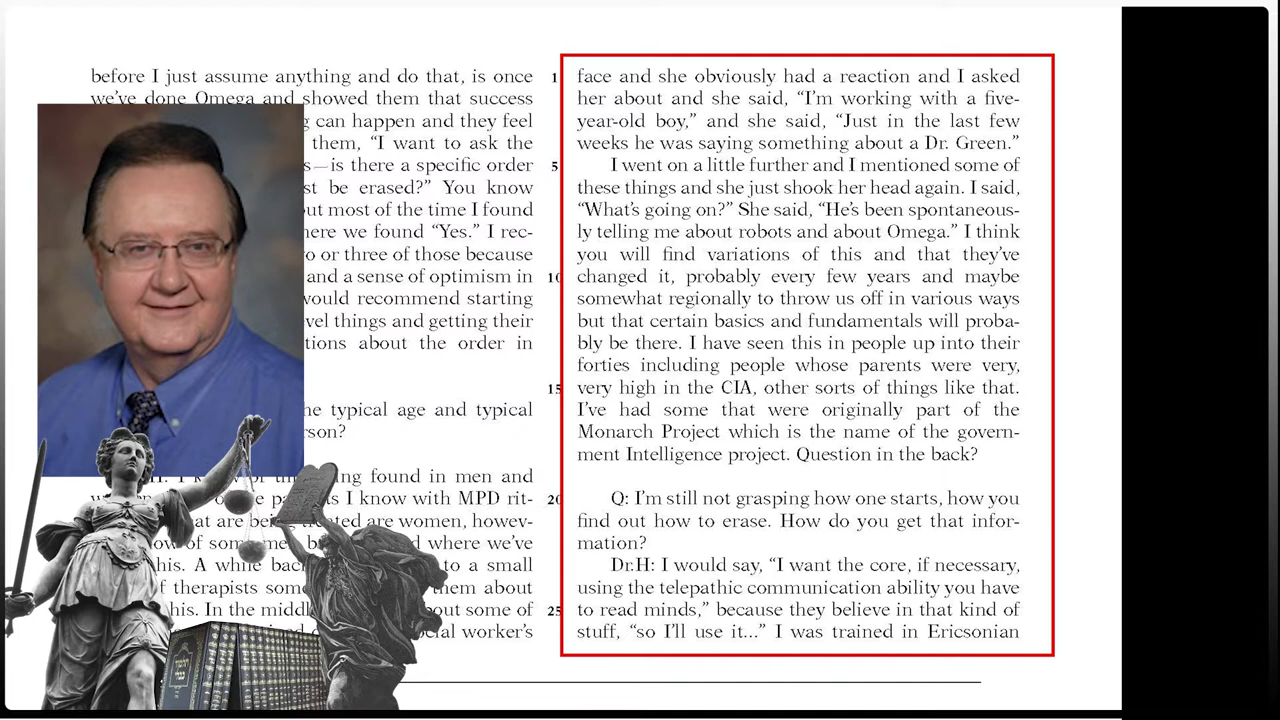 before I just assume anything and do that, is once
we've done Omega and showed them that success
can happen and they feel
them, “I want to ask the
s—is there a specific order
st be erased?” You know
ut most of the time I found
here we found “Yes.” I rec-
o or three of those because
and a sense of optimism in
would recommend starting
vel things and getting their
tions about the order in
he typical age and typical
rson?
ing found in men and
I know with MPD rit-
at are being treated are women, howev-
of some men where we've
his. A while back to a small
f therapists them about
his. In the middl out some of
cial worker's
1
5
10
15
20
25
face and she obviously had a reaction and I asked
her about and she said, “I'm working with a five-
year-old boy,” and she said, “Just in the last few
weeks he was saying something about a Dr. Green.”
I went on a little further and I mentioned some of
these things and she just shook her head again. I said,
“What's going on?” She said, “He's been spontaneous-
ly telling me about robots and about Omega.” I think
you will find variations of this and that they've
changed it, probably every few years and maybe
somewhat regionally to throw us off in various ways
but that certain basics and fundamentals will proba-
bly be there. I have seen this in people up into their
forties including people whose parents were very,
very high in the CIA, other sorts of things like that.
I've had some that were originally part of the
Monarch Project which is the name of the govern-
ment Intelligence project. Question in the back?
Q: I'm still not grasping how one starts, how you
find out how to erase. How do you get that infor-
mation?
Dr.H: I would say, “I want the core, if necessary,
using the telepathic communication ability you have
to read minds,” because they believe in that kind of
stuff, “so I'll use it...” I was trained in Ericsonian